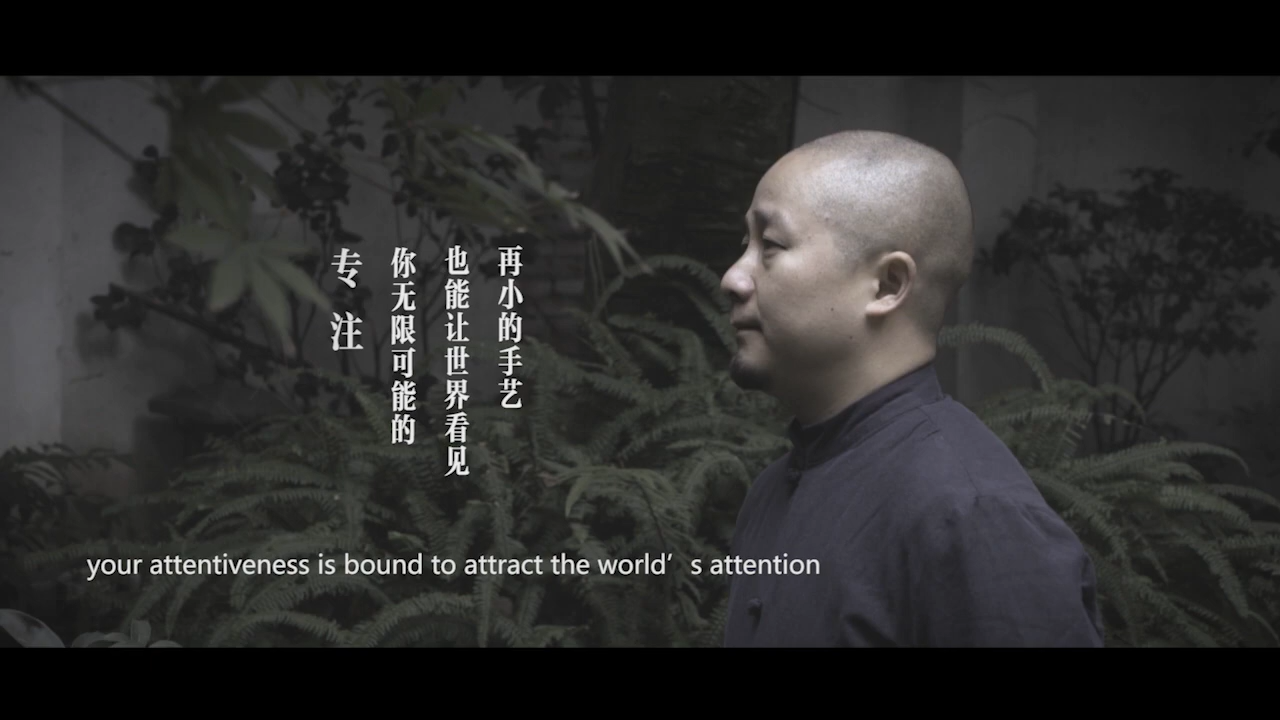 再小的手艺
也能让世界看见
你无限可能的
专注
your attentiveness is bound to attract the world's attention